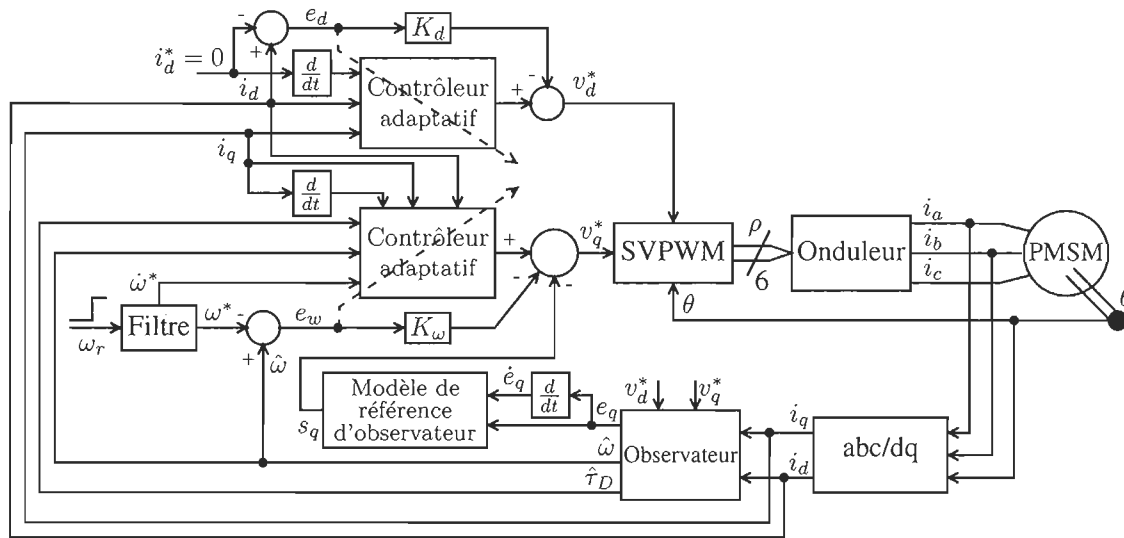 - e_d K_d
i_d^* = 0 + d/dt - v_d^*
i_d Contrôleur +
adaptatif
i_q
d/dt
Contrôleur + v_q^* SVPWM ρ 6 Onduleur i_a i_b i_c PMSM
adaptatif - -
ω̇^* θ θ
ω_r Filtre ω^* - e_w K_ω
+ ω̂
Modèle de ė_q d/dt v_d^* v_q^*
référence e_q i_q
s_q d'observateur ω̂ Observateur abc/dq
τ̂_D i_d